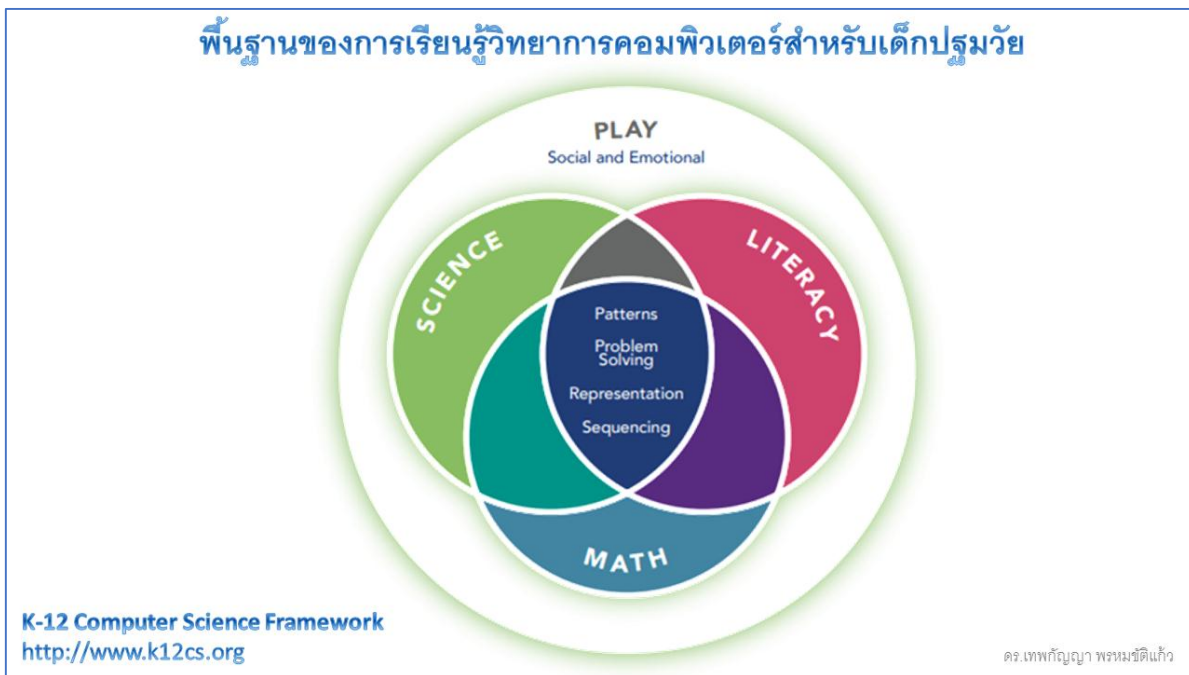 พื้นฐานของการเรียนรู้วิทยาการคอมพิวเตอร์สำหรับเด็กปฐมวัย
PLAY
Social and Emotional
SCIENCE
LITERACY
Patterns
Problem
Solving
Representation
Sequencing
MATH
K-12 Computer Science Framework
http://www.k12cs.org
ดร.เทพกัญญา พรหมขัติแก้ว